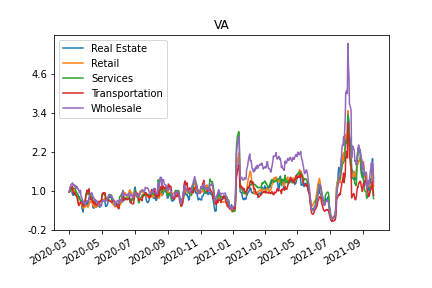 VA
Real Estate
Retail
Services
Transportation
Wholesale
4.6
3.4
2.2
1.0
-0.2
2020-03
2020-05
2020-07
2020-09
2020-11
2021-01
2021-03
2021-05
2021-07
2021-09